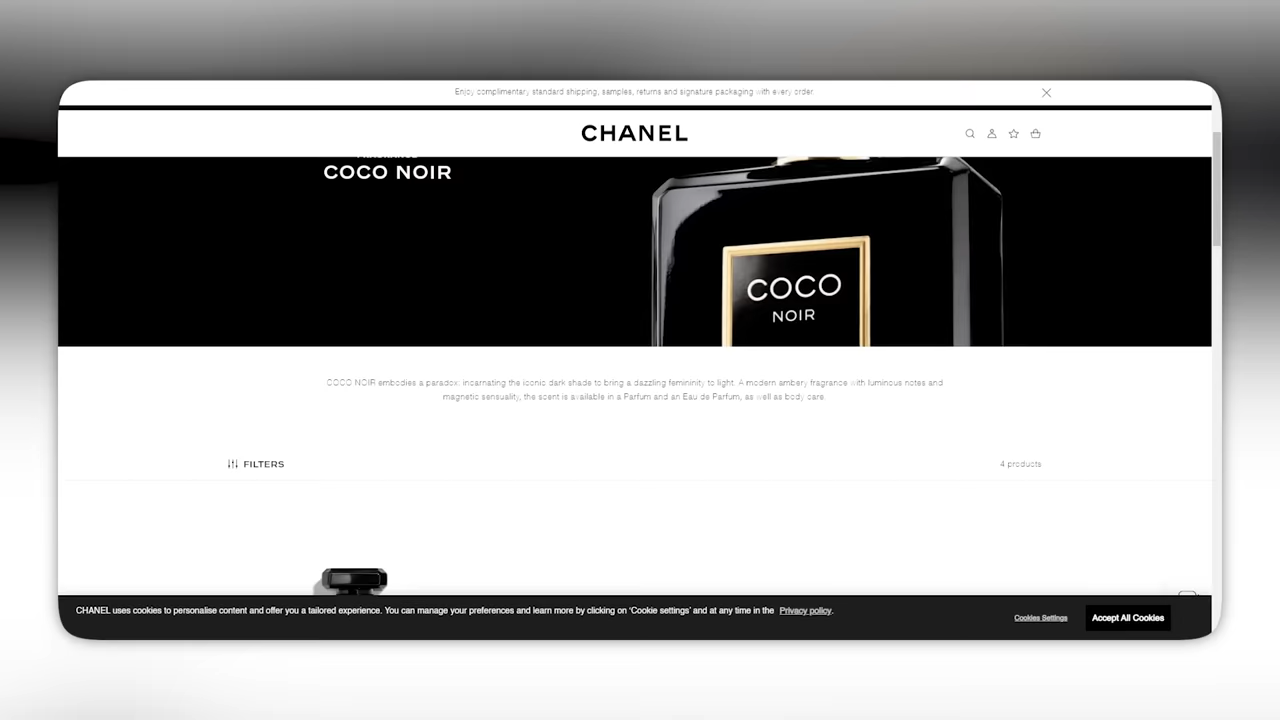 Enjoy complimentary standard shipping, samples, returns and signature packaging with every order.
CHANEL
COCO NOIR
COCO
NOIR
COCO NOIR embodies a paradox: incarnating the iconic dark shade to bring a dazzling femininity to light. A modern ambery fragrance with luminous notes and
magnetic sensuality, the scent is available in a Parfum and an Eau de Parfum, as well as body care.
FILTERS
4 products
CHANEL uses cookies to personalise content and offer you a tailored experience. You can manage your preferences and learn more by clicking on 'Cookie settings' and at any time in the Privacy policy.
Cookies Settings
Accept All Cookies